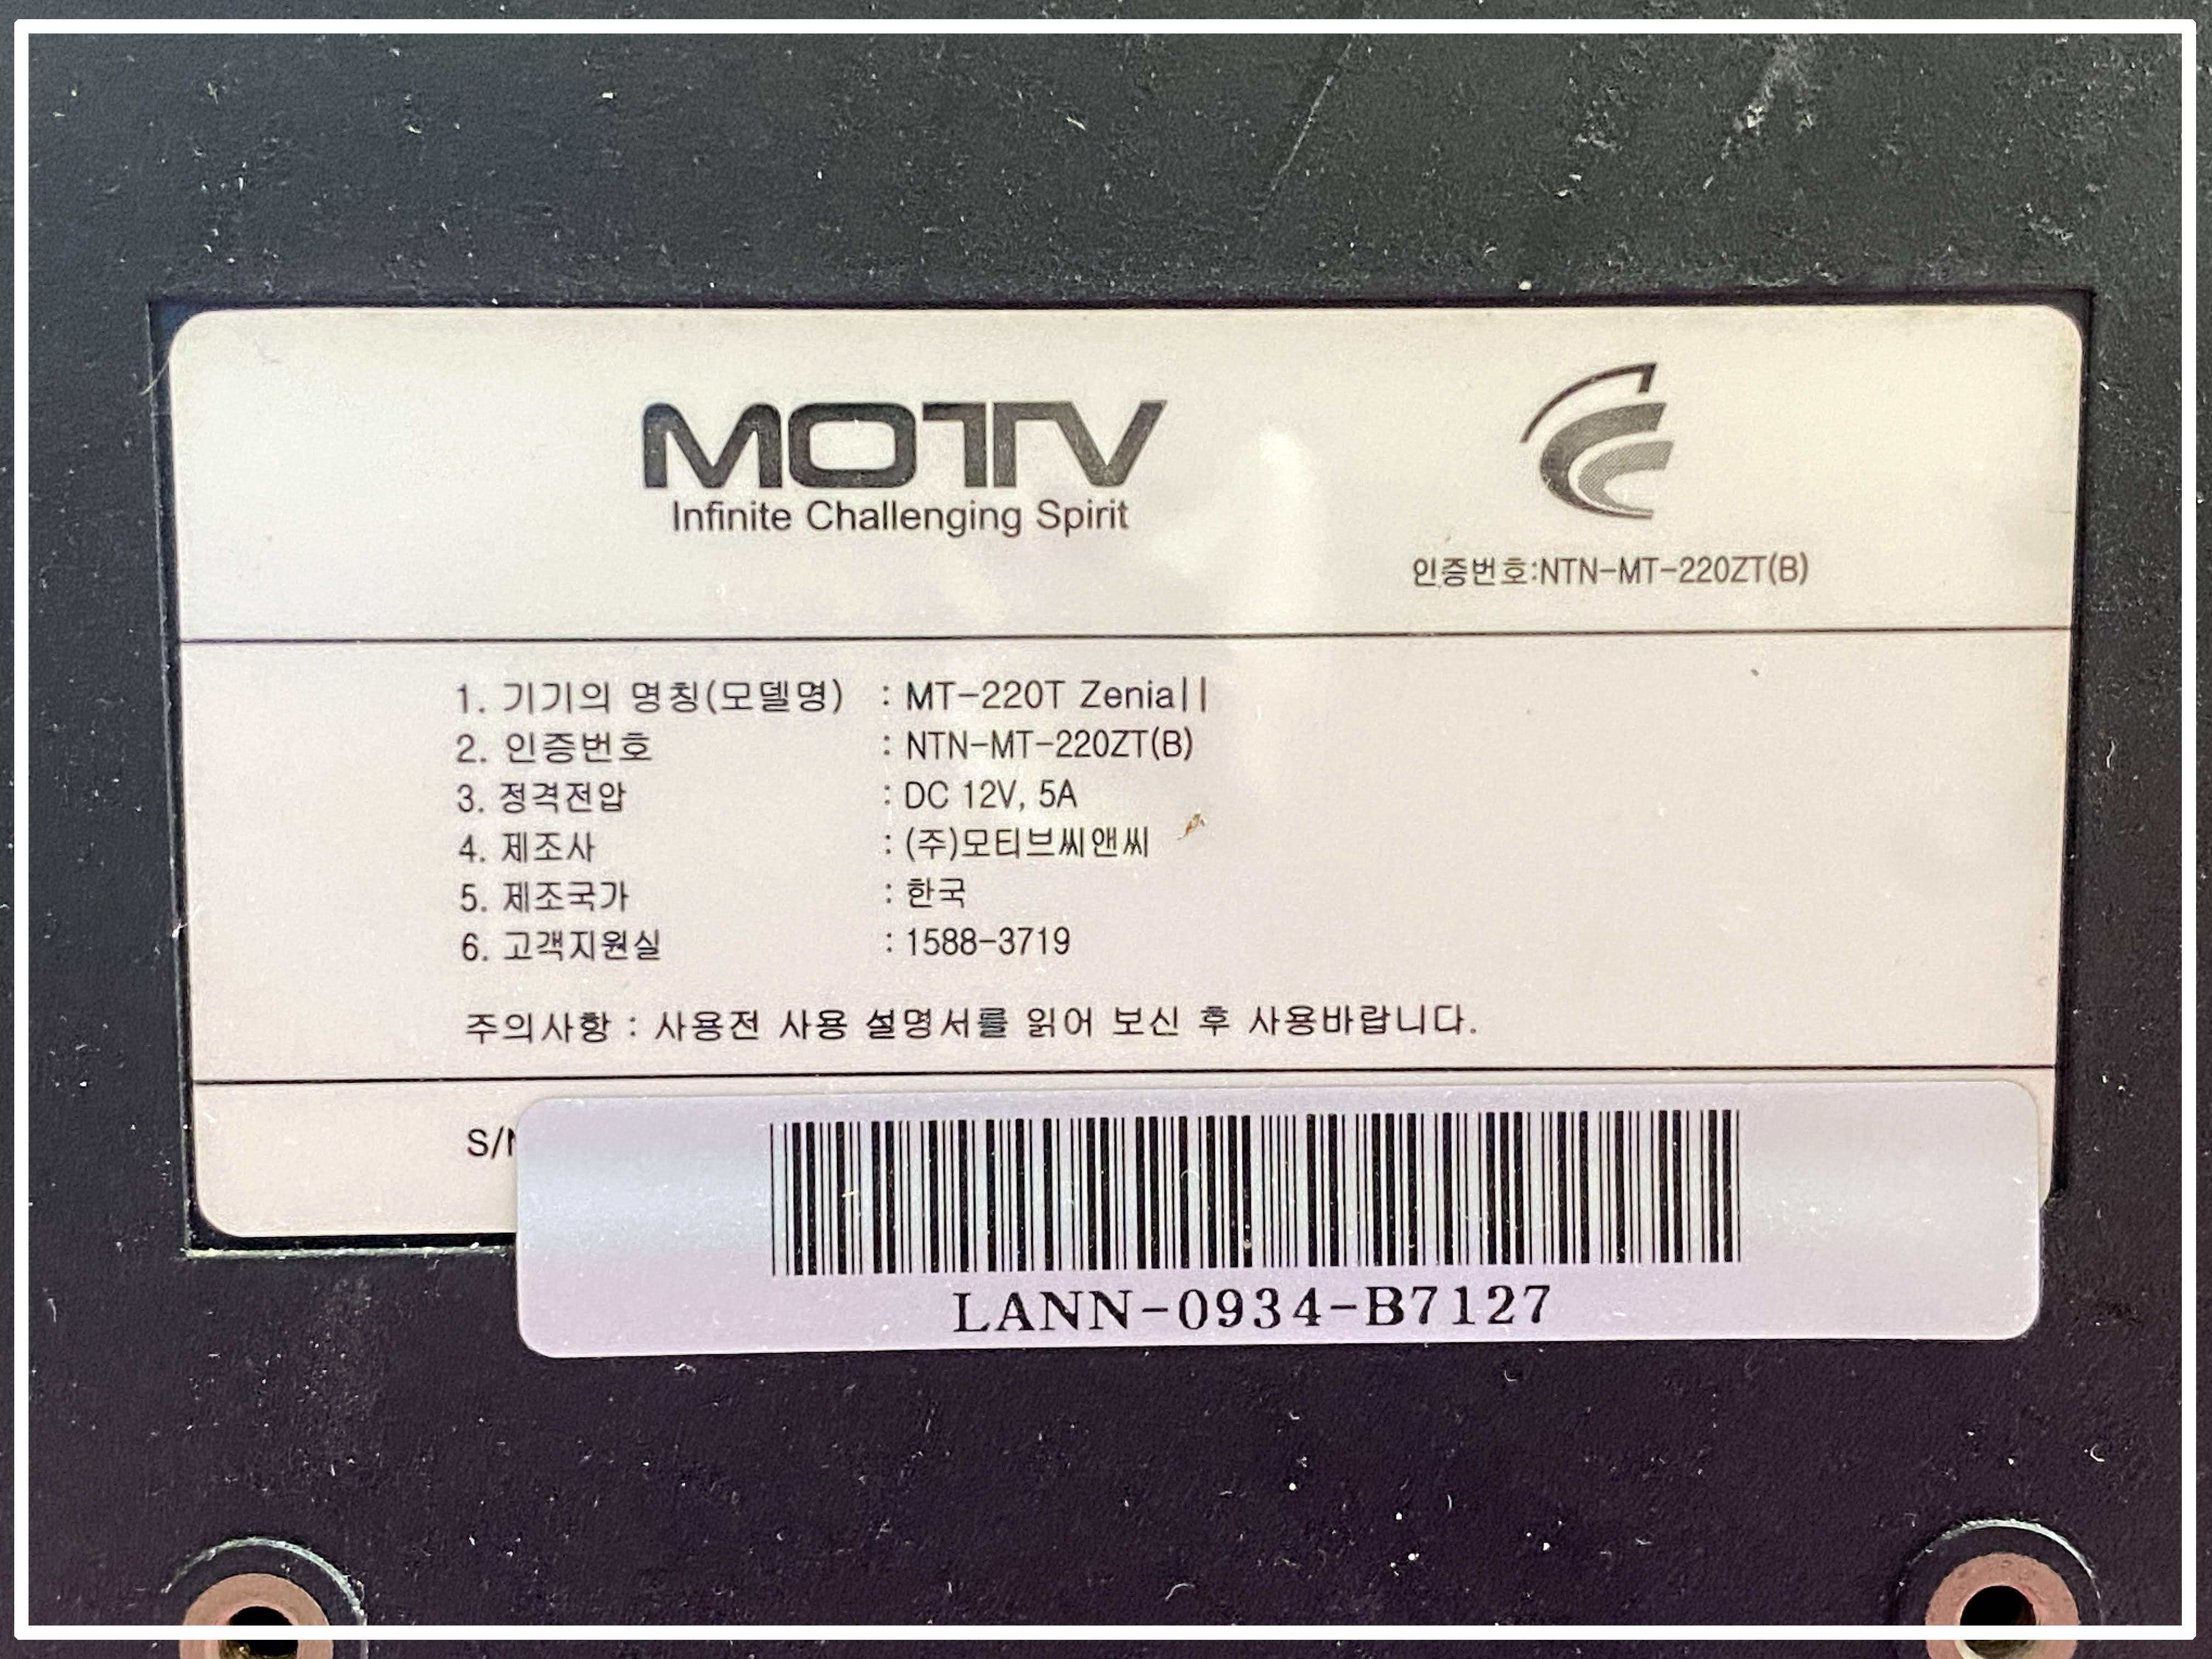 MOTV
Infinite Challenging Spirit
인증번호:NTN-MT-220ZT(B)
1. 기기의 명칭(모델명) : MT-220T Zenia||
2. 인증번호 : NTN-MT-220ZT(B)
3. 정격전압 : DC 12V, 5A
4. 제조사 : (주)모티브씨앤씨
5. 제조국가 : 한국
6. 고객지원실 : 1588-3719
주의사항 : 사용전 사용 설명서를 읽어 보신 후 사용바랍니다.
S/N
LANN-0934-B7127